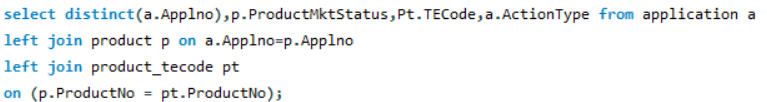 select distinct(a.Applno),p.ProductMktStatus,Pt.TECode,a.ActionType from application a
left join product p on a.Applno=p.Applno
left join product_tecode pt
on (p.ProductNo = pt.ProductNo);